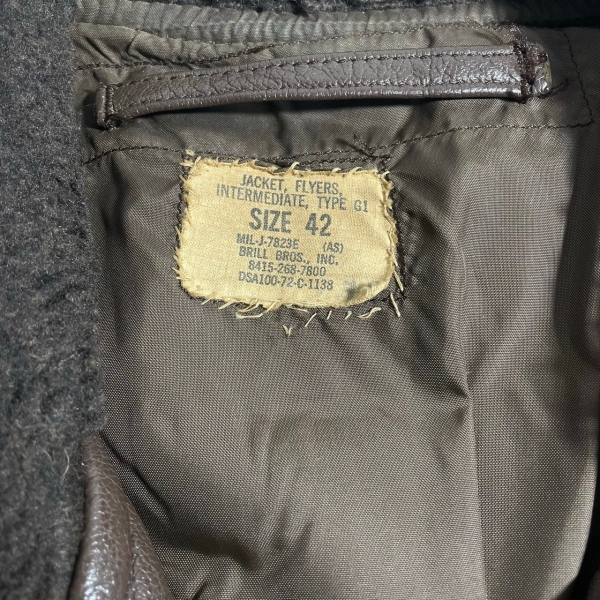 JACKET, FLYERS,
INTERMEDIATE, TYPE G1
SIZE 42
MIL-J-7823E (AS)
BRILL BROS., INC.
8415-268-7800
DSA100-72-C-1138